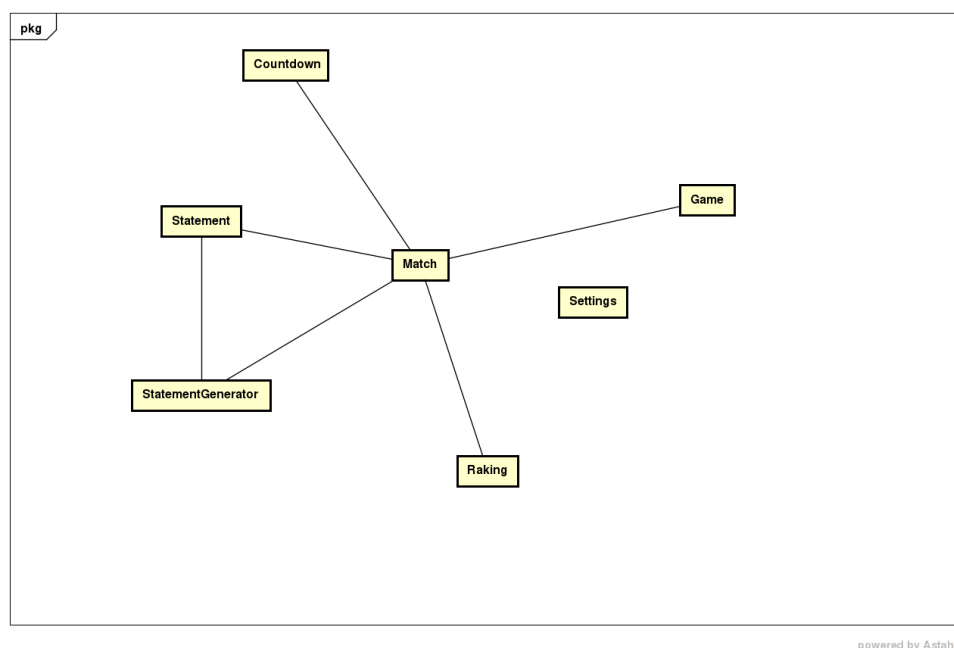 pkg
Countdown
Game
Statement
Match
Settings
StatementGenerator
Raking
powered by Astah